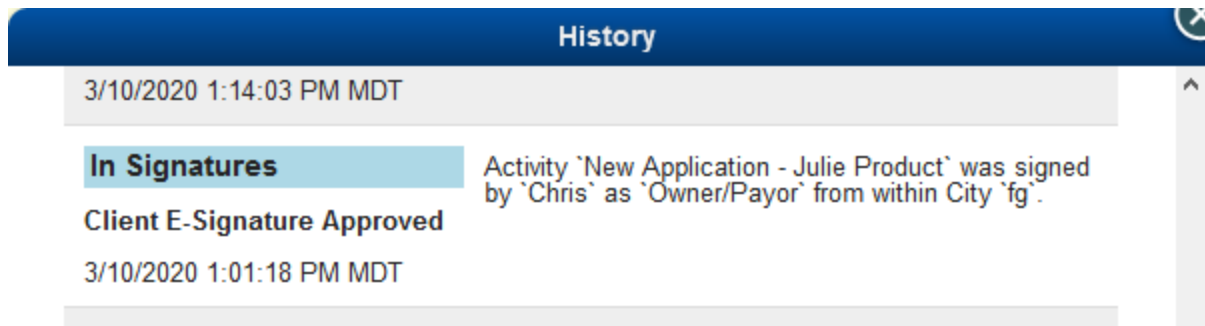 History
3/10/2020 1:14:03 PM MDT
In Signatures
Client E-Signature Approved
3/10/2020 1:01:18 PM MDT
Activity `New Application - Julie Product` was signed
by `Chris` as `Owner/Payor` from within City `fg`.